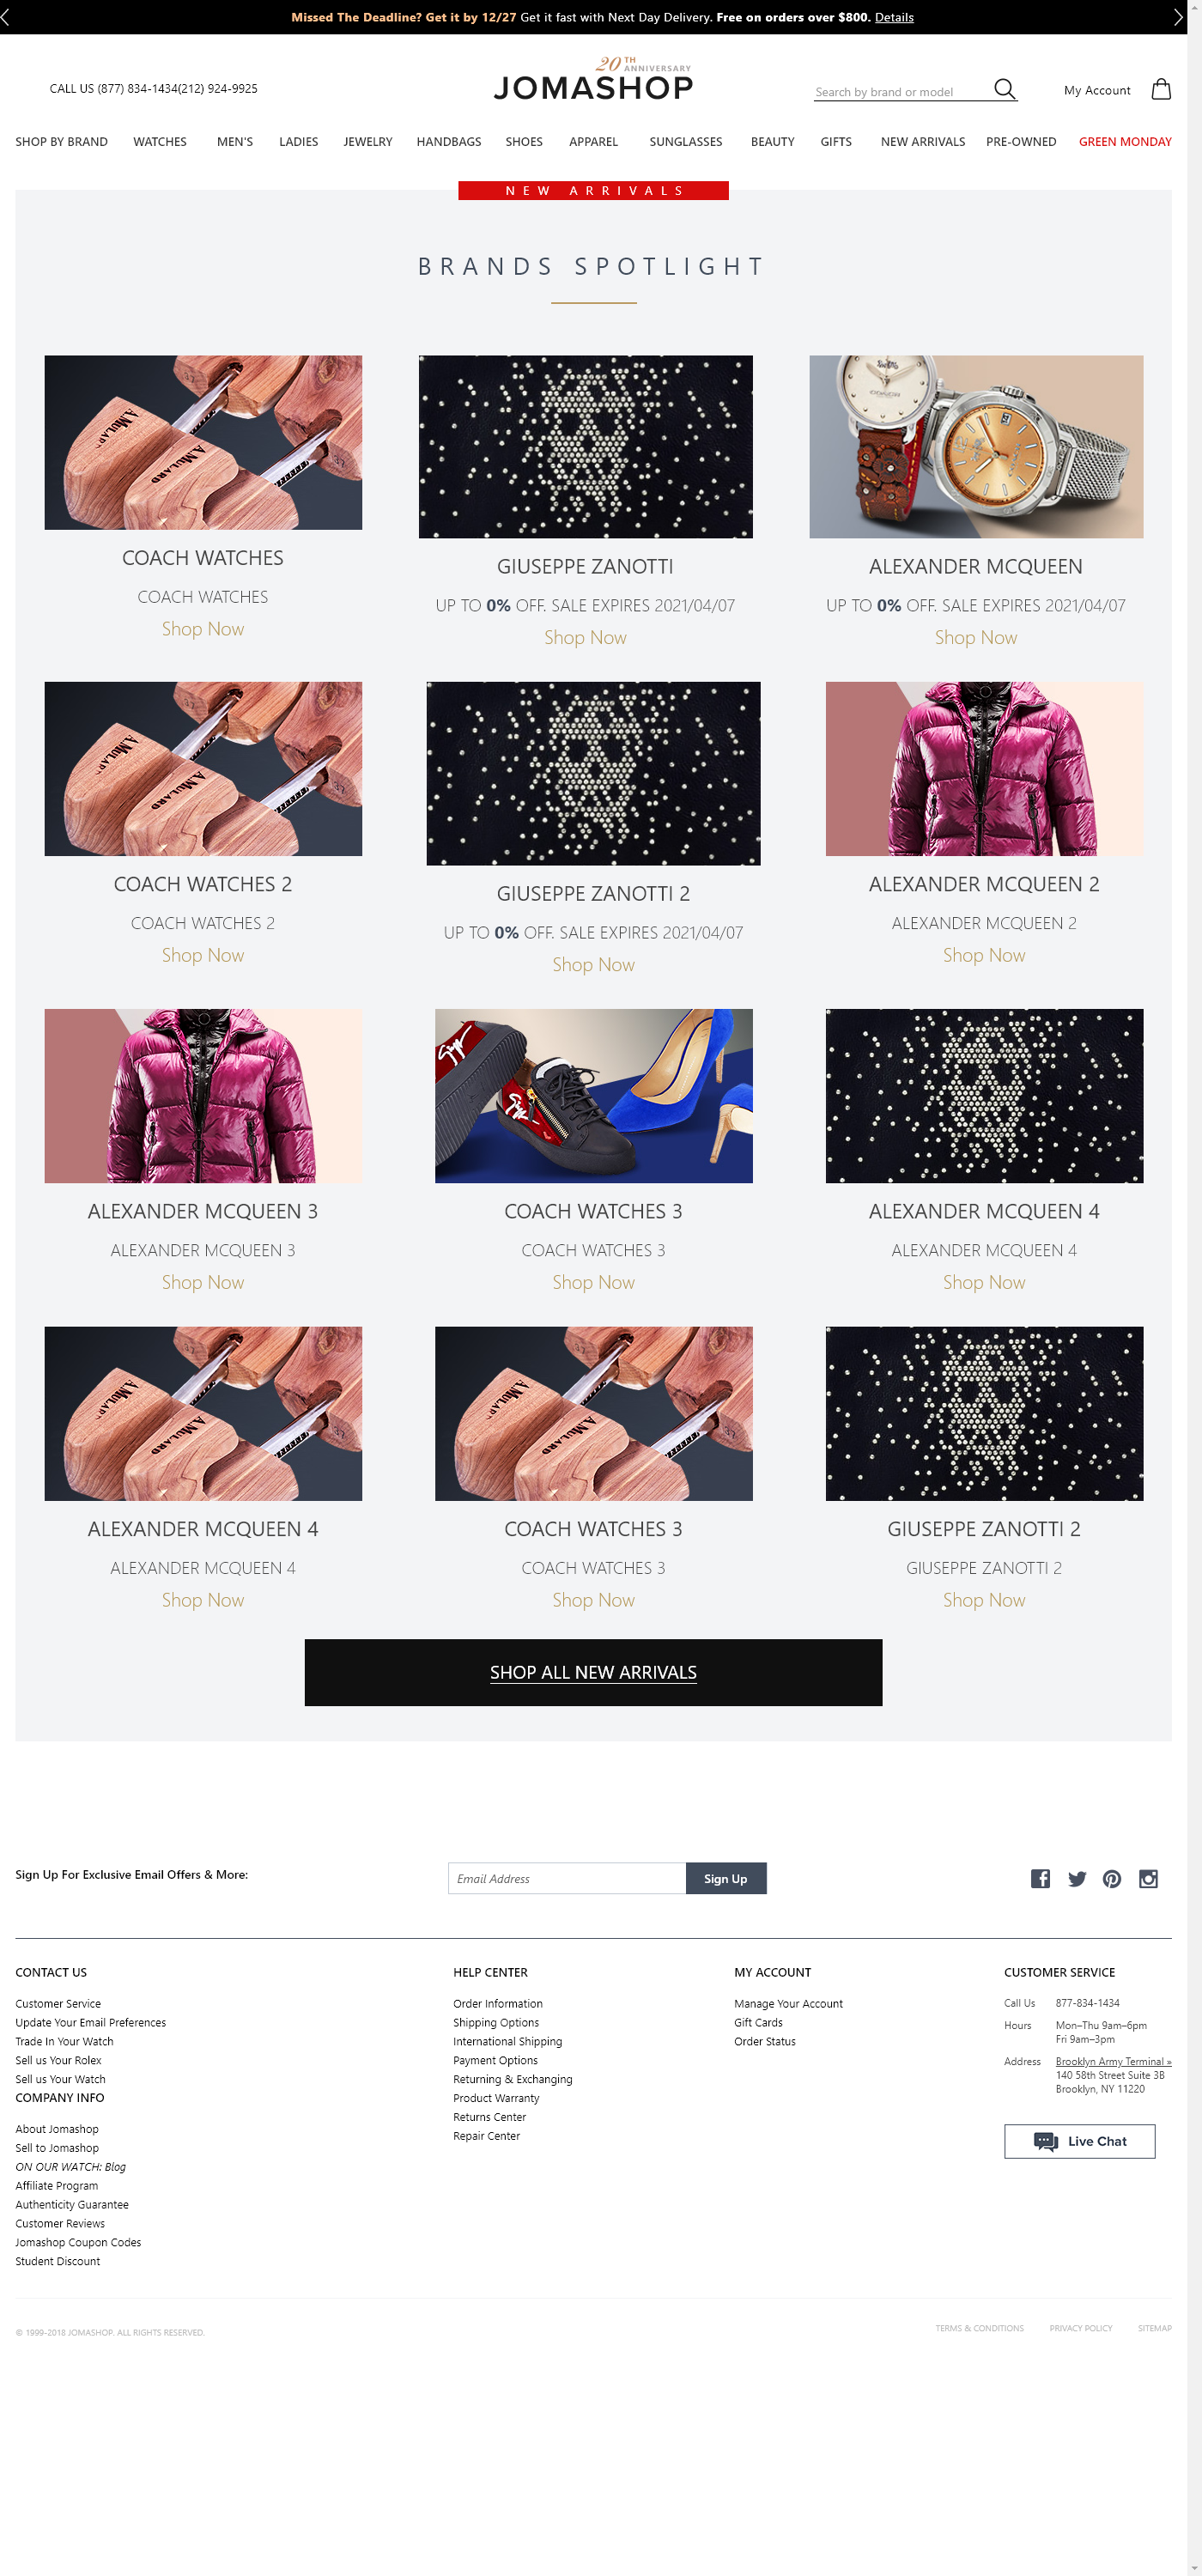 Missed The Deadline? Get it by 12/27 Get it fast with Next Day Delivery. Free on orders over $800. Details
20TH ANNIVERSARY
CALL US (877) 834-1434(212) 924-9925
JOMASHOP
Search by brand or model
My Account
SHOP BY BRAND WATCHES MEN'S LADIES JEWELRY HANDBAGS SHOES APPAREL SUNGLASSES BEAUTY GIFTS NEW ARRIVALS PRE-OWNED GREEN MONDAY
NEW ARRIVALS
BRANDS SPOTLIGHT
A.MULARD
COACH WATCHES
COACH WATCHES
Shop Now
GIUSEPPE ZANOTTI
UP TO 0% OFF. SALE EXPIRES 2021/04/07
Shop Now
ALEXANDER MCQUEEN
UP TO 0% OFF. SALE EXPIRES 2021/04/07
Shop Now
A.MULARD
COACH WATCHES 2
COACH WATCHES 2
Shop Now
GIUSEPPE ZANOTTI 2
UP TO 0% OFF. SALE EXPIRES 2021/04/07
Shop Now
ALEXANDER MCQUEEN 2
ALEXANDER MCQUEEN 2
Shop Now
ALEXANDER MCQUEEN 3
ALEXANDER MCQUEEN 3
Shop Now
COACH WATCHES 3
COACH WATCHES 3
Shop Now
ALEXANDER MCQUEEN 4
ALEXANDER MCQUEEN 4
Shop Now
A.MULARD
ALEXANDER MCQUEEN 4
ALEXANDER MCQUEEN 4
Shop Now
A.MULARD
COACH WATCHES 3
COACH WATCHES 3
Shop Now
GIUSEPPE ZANOTTI 2
GIUSEPPE ZANOTTI 2
Shop Now
SHOP ALL NEW ARRIVALS
Sign Up For Exclusive Email Offers & More:
Email Address
Sign Up
CONTACT US
Customer Service
Update Your Email Preferences
Trade In Your Watch
Sell us Your Rolex
Sell us Your Watch
COMPANY INFO
About Jomashop
Sell to Jomashop
ON OUR WATCH: Blog
Affiliate Program
Authenticity Guarantee
Customer Reviews
Jomashop Coupon Codes
Student Discount
HELP CENTER
Order Information
Shipping Options
International Shipping
Payment Options
Returning & Exchanging
Product Warranty
Returns Center
Repair Center
MY ACCOUNT
Manage Your Account
Gift Cards
Order Status
CUSTOMER SERVICE
Call Us 877-834-1434
Hours Mon–Thu 9am–6pm
Fri 9am–3pm
Address Brooklyn Army Terminal »
140 58th Street Suite 3B
Brooklyn, NY 11220
Live Chat
© 1999-2018 JOMASHOP. ALL RIGHTS RESERVED.
TERMS & CONDITIONS PRIVACY POLICY SITEMAP